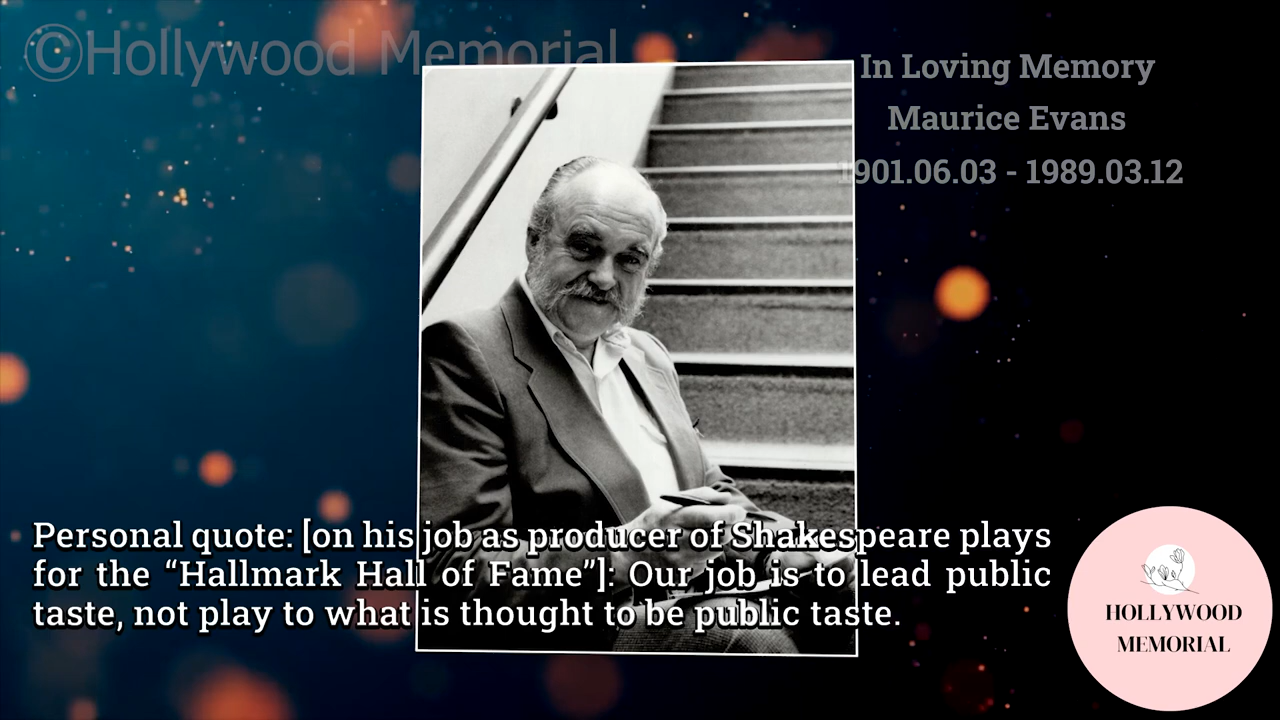 ©Hollywood Memorial
In Loving Memory
Maurice Evans
1901.06.03 - 1989.03.12
Personal quote: [on his job as producer of Shakespeare plays
for the “Hallmark Hall of Fame”]: Our job is to lead public
taste, not play to what is thought to be public taste.
HOLLYWOOD
MEMORIAL